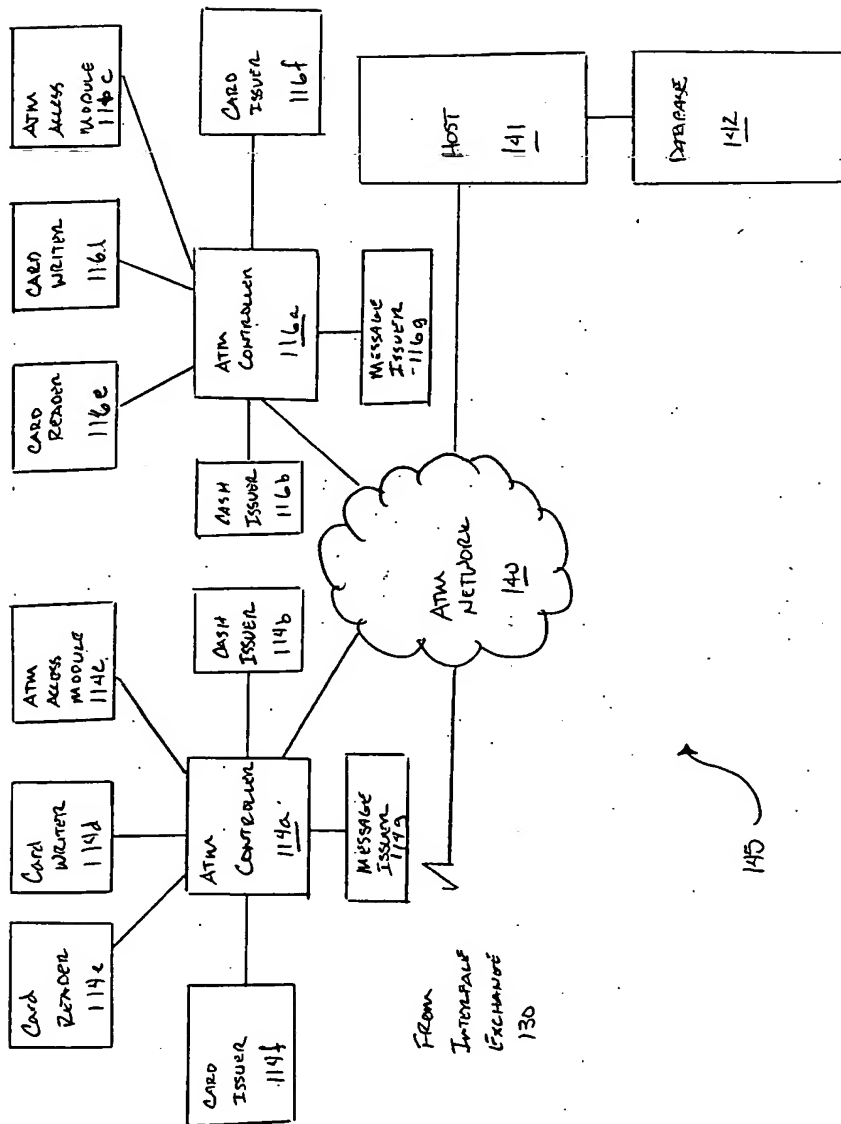 Card
READER
114e
Card
WRITER
114d
ATM
ACCESS
MODULE
114c
CARD
READER
116e
CARD
WRITER
116d
ATM
ACCESS
MODULE
116c
CARD
ISSUER
114f
ATM
CONTROLLER
114a
CASH
ISSUER
114b
CASH
ISSUER
116b
ATM
CONTROLLER
116a
CARD
ISSUER
116f
MESSAGE
ISSUER
114g
MESSAGE
ISSUER
116g
FROM
INTERFACE
EXCHANGE
130
ATM
NETWORK
140
HOST
141
DATABASE
142
145